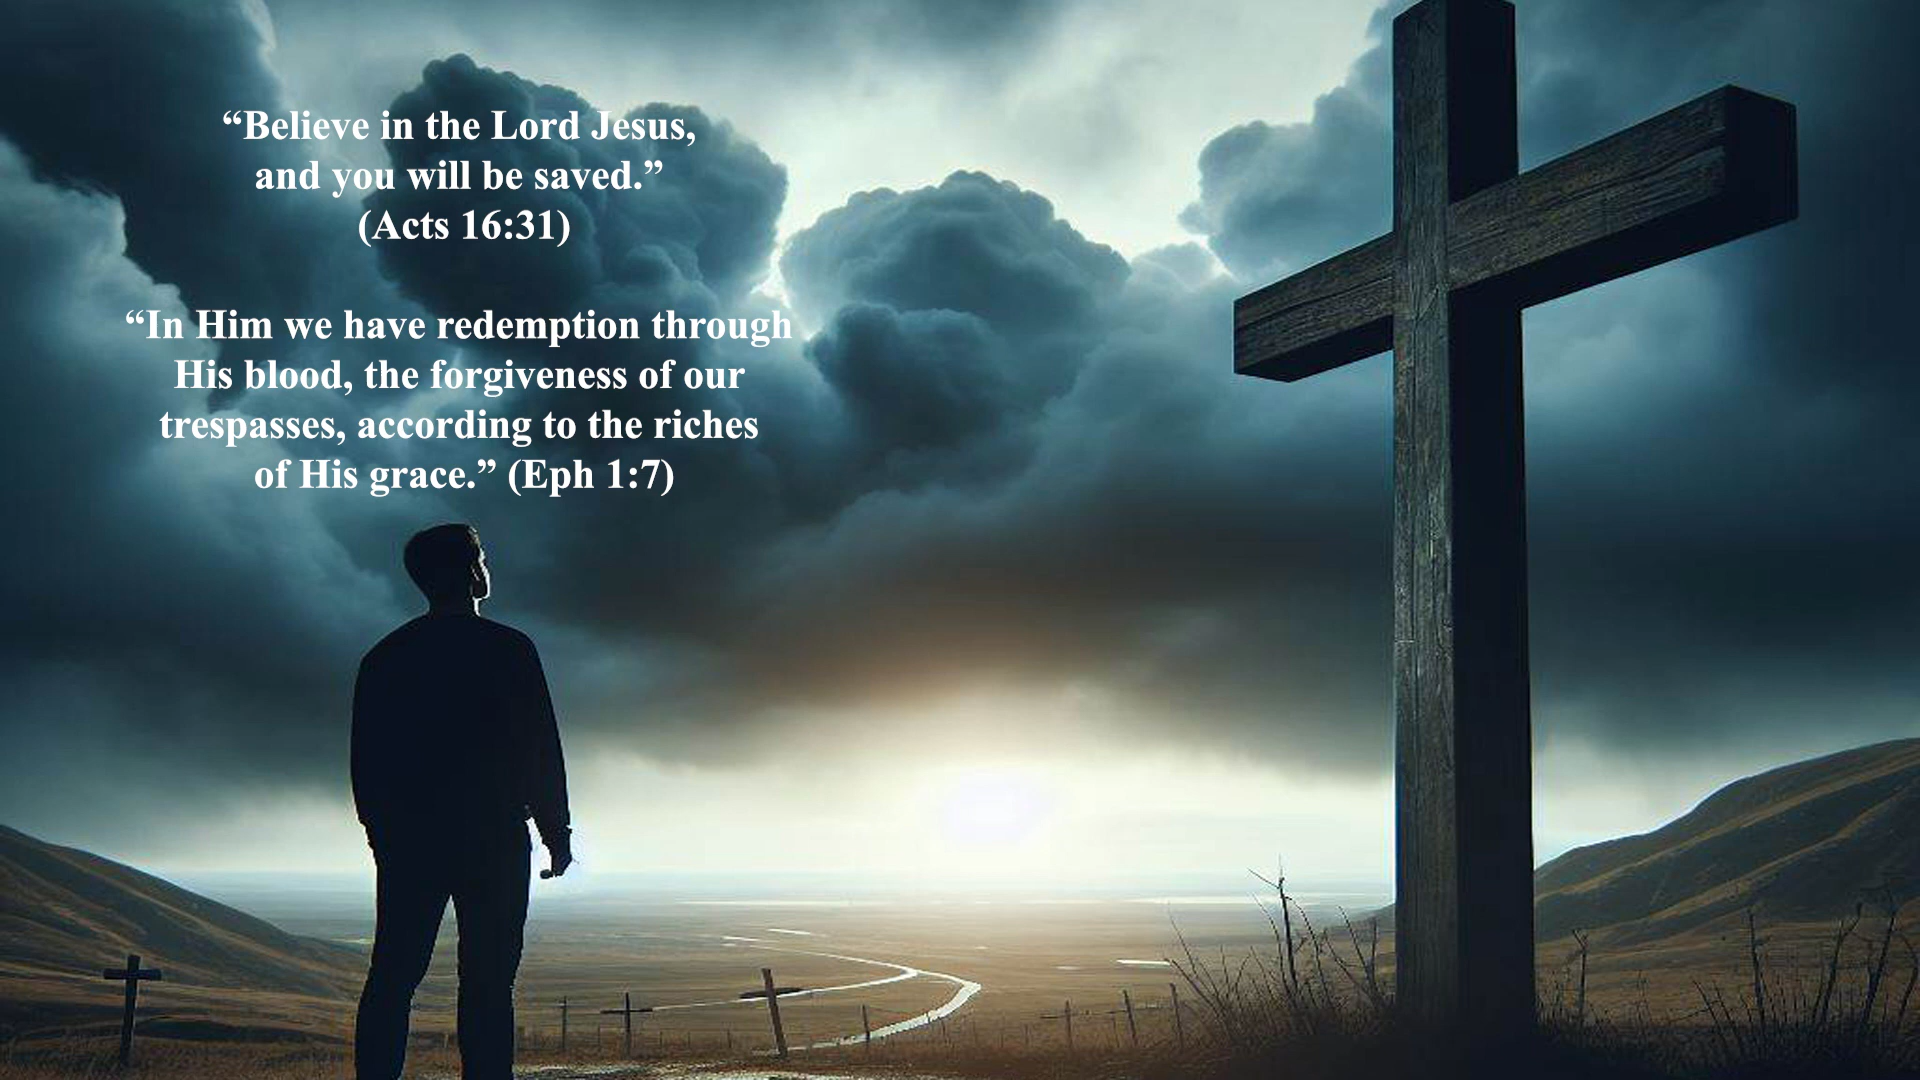 “Believe in the Lord Jesus,
and you will be saved.”
(Acts 16:31)
“In Him we have redemption through
His blood, the forgiveness of our
trespasses, according to the riches
of His grace.” (Eph 1:7)